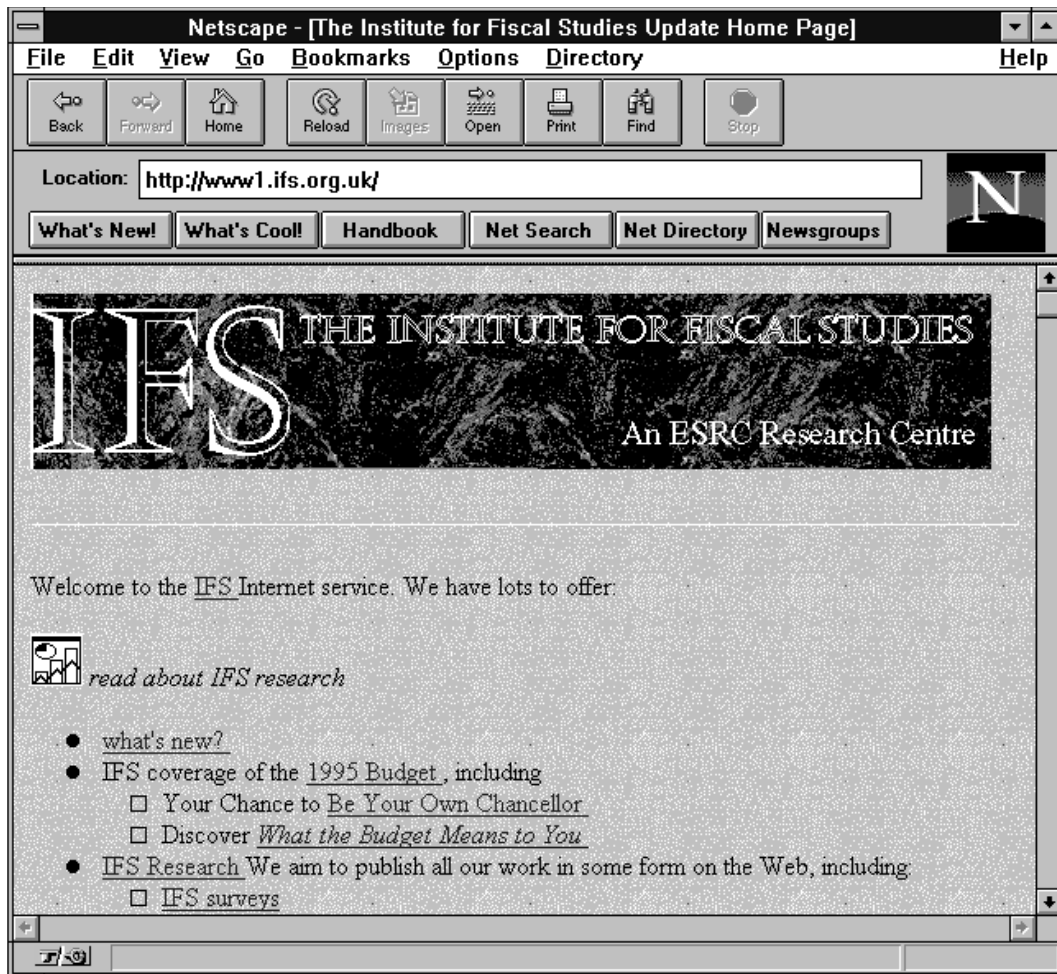 Netscape - [The Institute for Fiscal Studies Update Home Page]
File Edit View Go Bookmarks Options Directory Help
Back Forward Home Reload Images Open Print Find Stop
Location: http://www1.ifs.org.uk/
N
What's New! What's Cool! Handbook Net Search Net Directory Newsgroups
IFS THE INSTITUTE FOR FISCAL STUDIES
An ESRC Research Centre
Welcome to the IFS Internet service. We have lots to offer:
read about IFS research
what's new?
IFS coverage of the 1995 Budget , including
Your Chance to Be Your Own Chancellor
Discover What the Budget Means to You
IFS Research We aim to publish all our work in some form on the Web, including:
IFS surveys